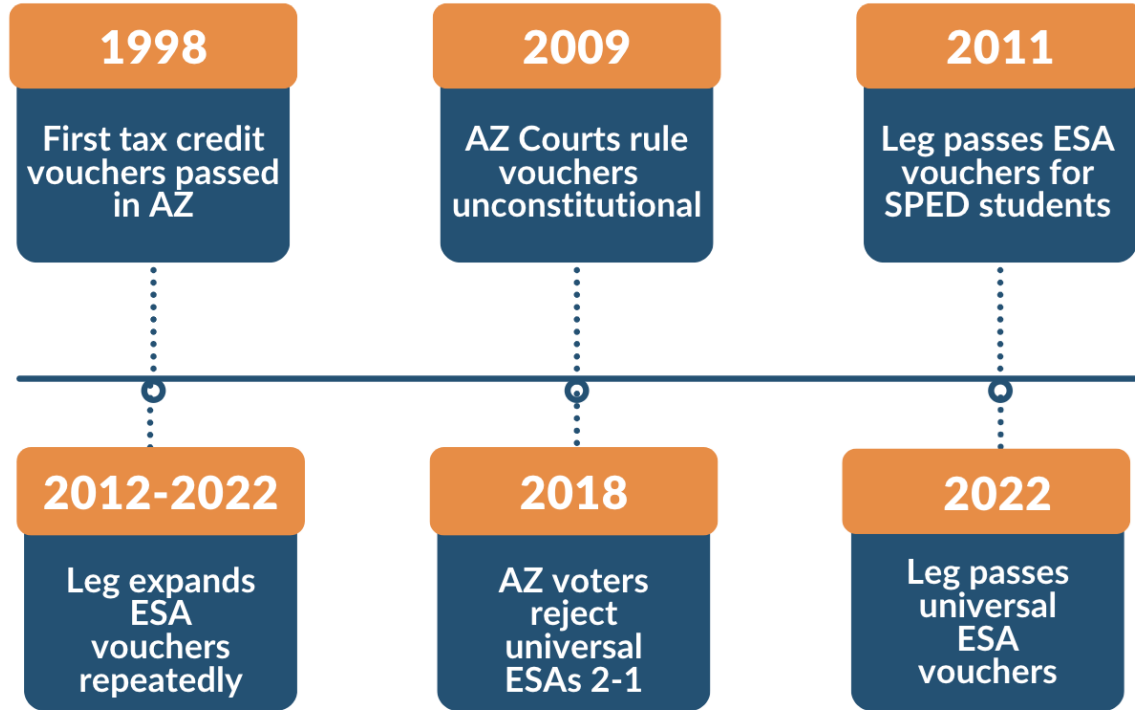 1998
First tax credit
vouchers passed
in AZ
2009
AZ Courts rule
vouchers
unconstitutional
2011
Leg passes ESA
vouchers for
SPED students
2012-2022
Leg expands
ESA
vouchers
repeatedly
2018
AZ voters
reject
universal
ESAs 2-1
2022
Leg passes
universal
ESA
vouchers